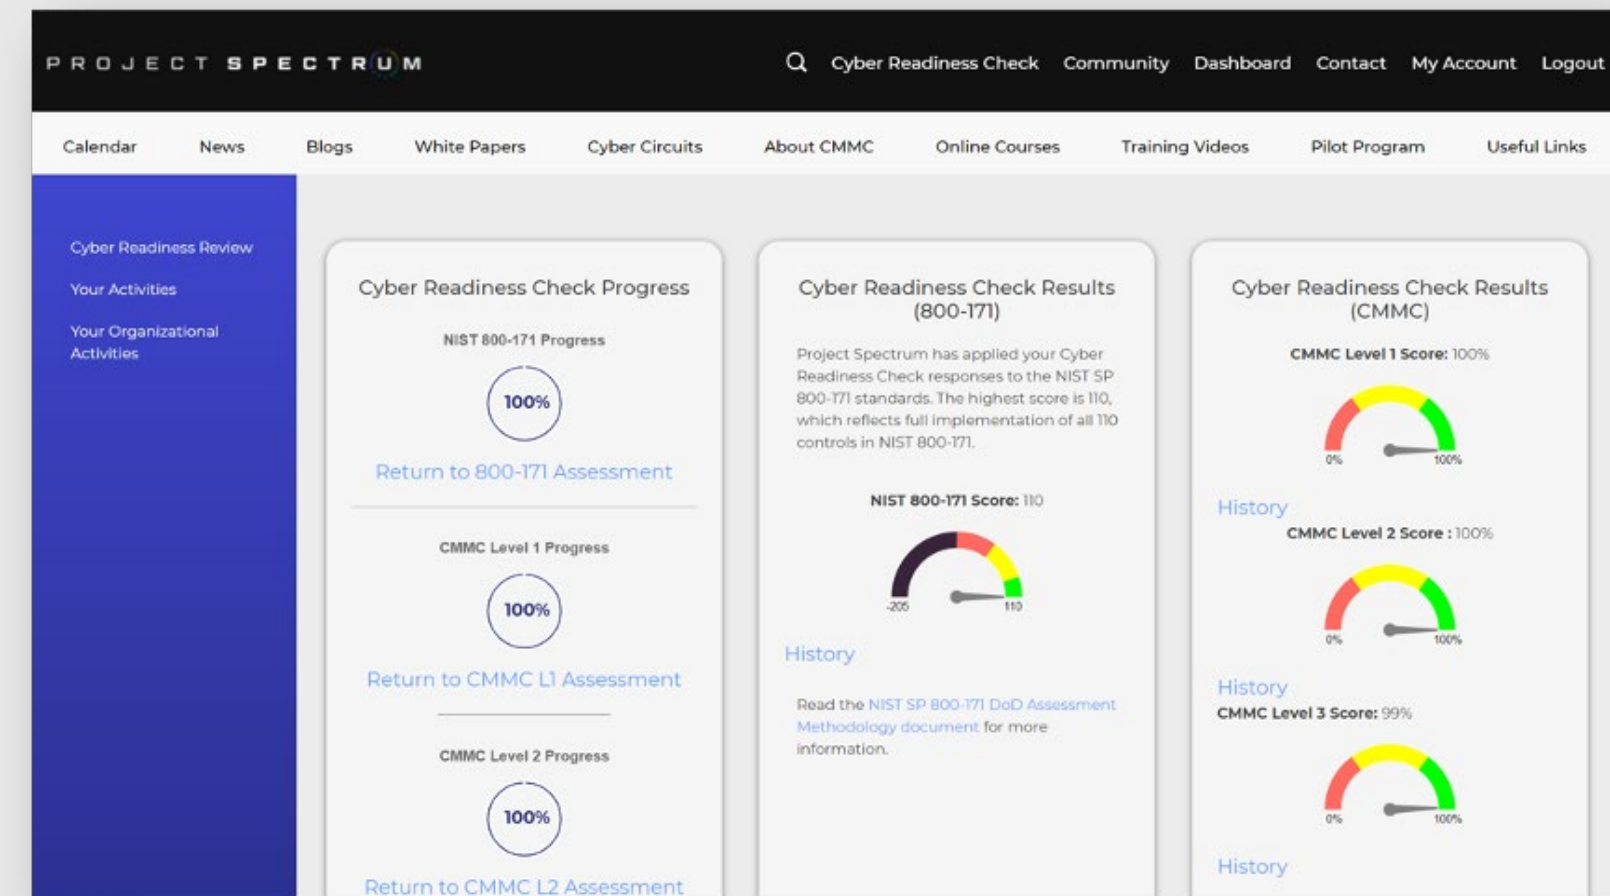 PROJECT SPECTRUM
Cyber Readiness Check Community Dashboard Contact My Account Logout
Calendar News Blogs White Papers Cyber Circuits About CMMC Online Courses Training Videos Pilot Program Useful Links
Cyber Readiness Review
Your Activities
Your Organizational
Activities
Cyber Readiness Check Progress
NIST 800-171 Progress
100%
Return to 800-171 Assessment
CMMC Level 1 Progress
100%
Return to CMMC L1 Assessment
CMMC Level 2 Progress
100%
Return to CMMC L2 Assessment
Cyber Readiness Check Results
(800-171)
Project Spectrum has applied your Cyber
Readiness Check responses to the NIST SP
800-171 standards. The highest score is 110,
which reflects full implementation of all 110
controls in NIST 800-171.
NIST 800-171 Score: 110
-205 110
History
Read the NIST SP 800-171 DoD Assessment
Methodology document for more
information.
Cyber Readiness Check Results
(CMMC)
CMMC Level 1 Score: 100%
0% 100%
History
CMMC Level 2 Score : 100%
0% 100%
History
CMMC Level 3 Score: 99%
0% 100%
History